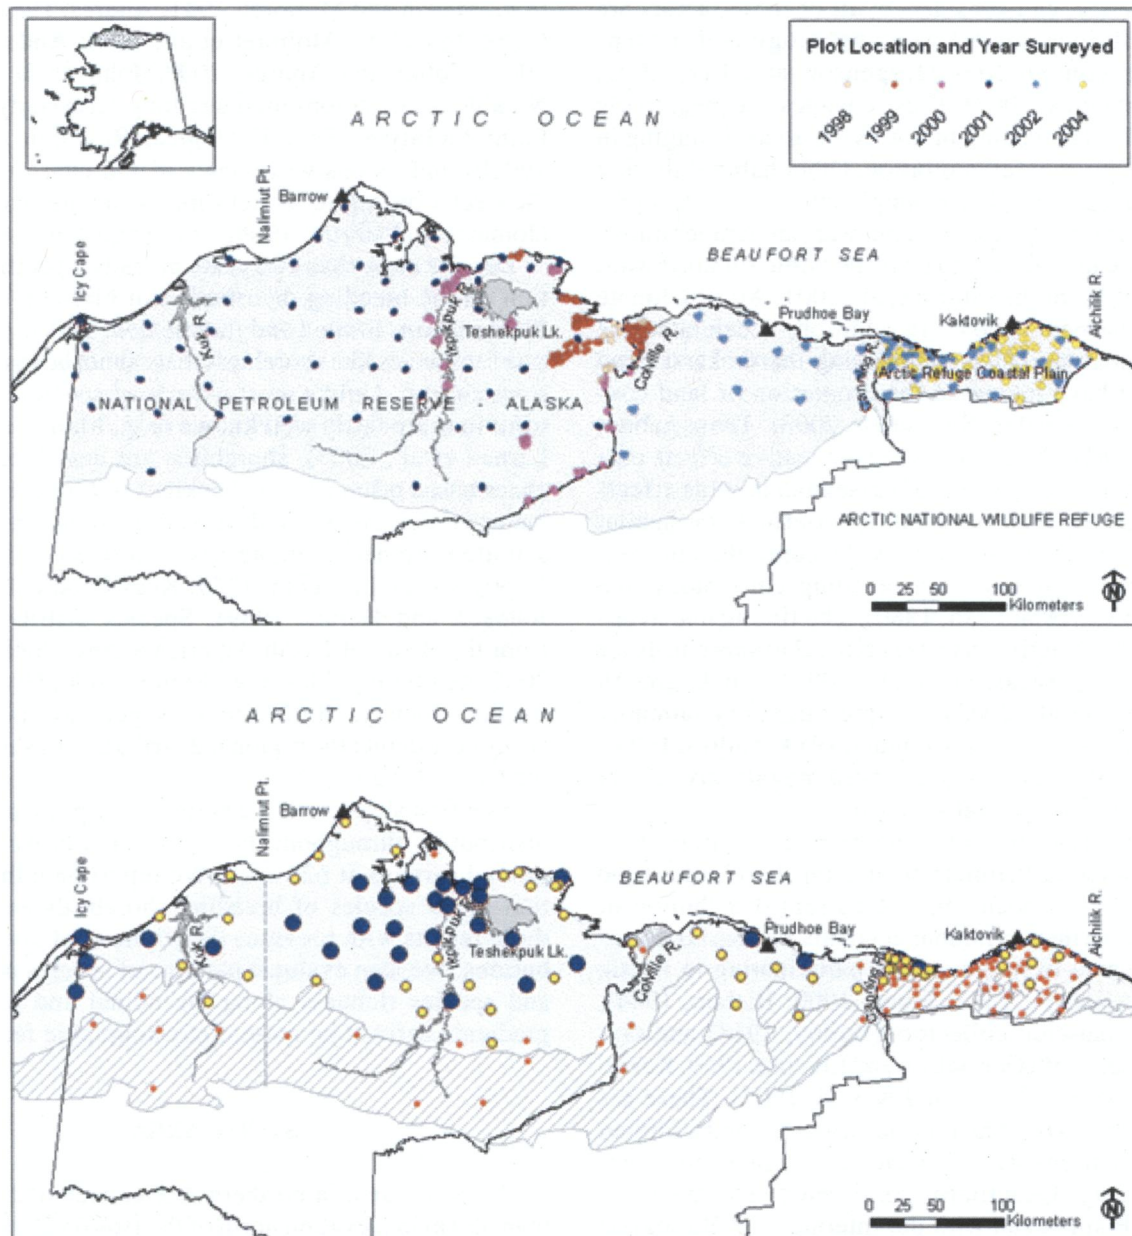 Plot Location and Year Surveyed
1998
1999
2000
2001
2002
2004
ARCTIC OCEAN
Nalimiut Pt.
Barrow
Icy Cape
BEAUFORT SEA
Kuk R.
Ikpikpuk R.
Teshekpuk Lk.
Colville R.
Prudhoe Bay
Kaktovik
Aichilik R.
Canning R.
Arctic Refuge Coastal Plain
NATIONAL PETROLEUM RESERVE - ALASKA
ARCTIC NATIONAL WILDLIFE REFUGE
0 25 50 100
Kilometers
N
ARCTIC OCEAN
Nalimiut Pt.
Barrow
Icy Cape
BEAUFORT SEA
Kuk R.
Ikpikpuk R.
Teshekpuk Lk.
Colville R.
Prudhoe Bay
Kaktovik
Aichilik R.
Canning R.
0 25 50 100
Kilometers
N